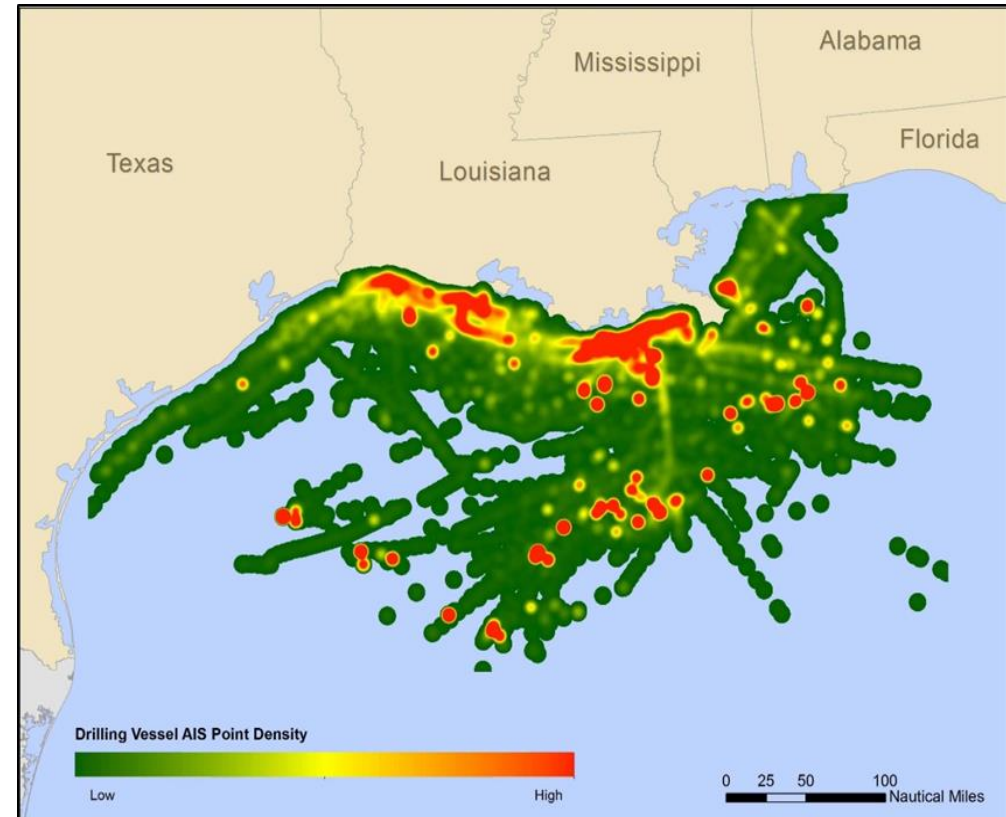 Alabama
Mississippi
Florida
Texas
Louisiana
Drilling Vessel AIS Point Density
Low High
0 25 50 100
Nautical Miles